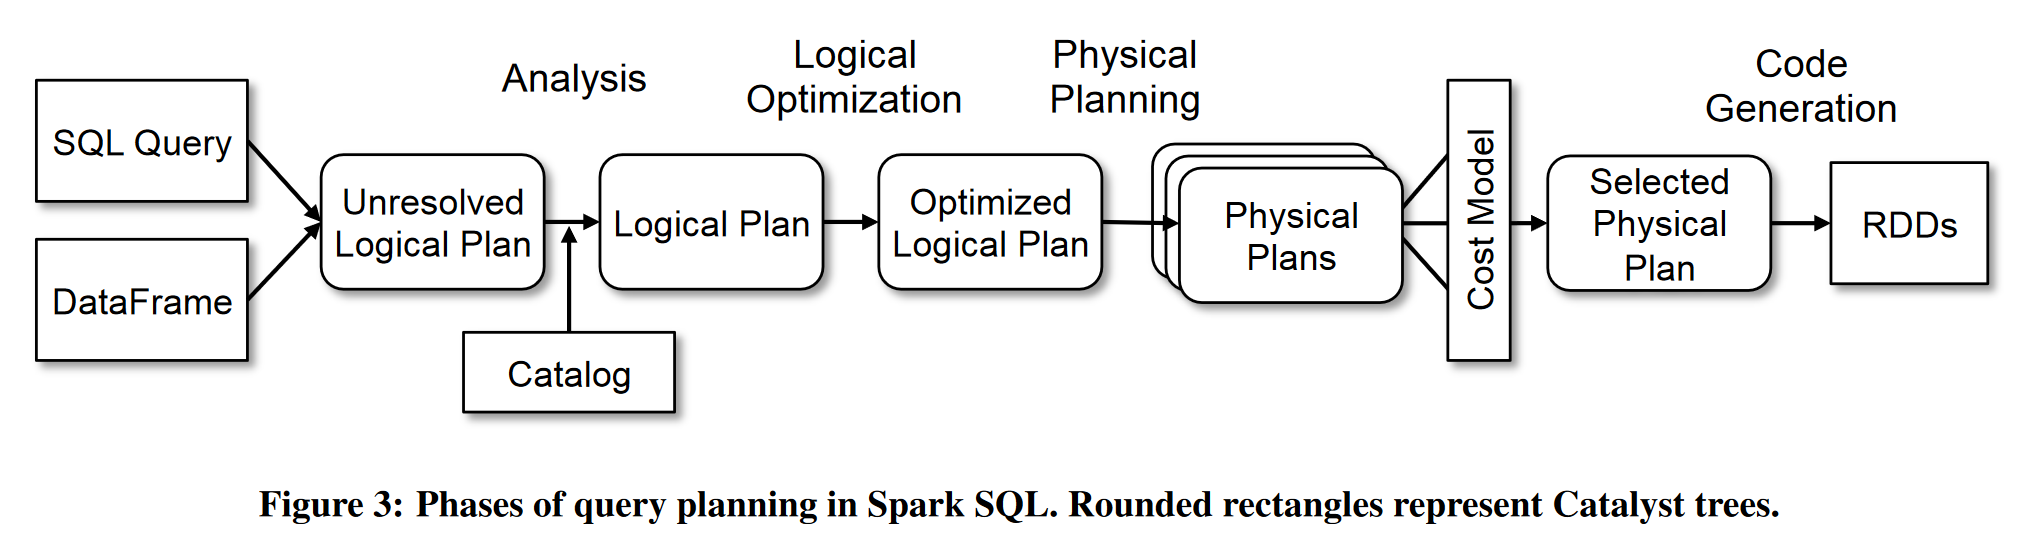 Analysis
Logical
Optimization
Physical
Planning
Code
Generation
SQL Query
DataFrame
Unresolved
Logical Plan
Catalog
Logical Plan
Optimized
Logical Plan
Physical
Plans
Cost Model
Selected
Physical
Plan
RDDs
Figure 3: Phases of query planning in Spark SQL. Rounded rectangles represent Catalyst trees.